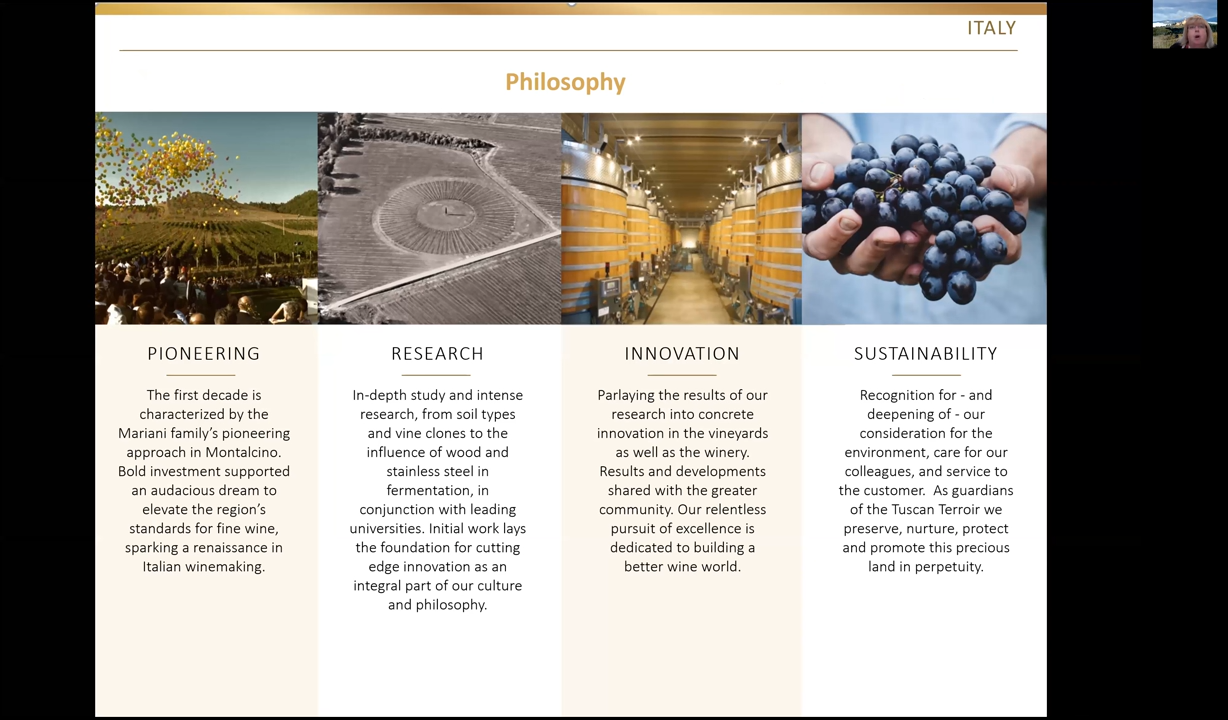 ITALY
Philosophy
PIONEERING
The first decade is
characterized by the
Mariani family’s pioneering
approach in Montalcino.
Bold investment supported
an audacious dream to
elevate the region’s
standards for fine wine,
sparking a renaissance in
Italian winemaking.
RESEARCH
In-depth study and intense
research, from soil types
and vine clones to the
influence of wood and
stainless steel in
fermentation, in
conjunction with leading
universities. Initial work lays
the foundation for cutting
edge innovation as an
integral part of our culture
and philosophy.
INNOVATION
Parlaying the results of our
research into concrete
innovation in the vineyards
as well as the winery.
Results and developments
shared with the greater
community. Our relentless
pursuit of excellence is
dedicated to building a
better wine world.
SUSTAINABILITY
Recognition for - and
deepening of - our
consideration for the
environment, care for our
colleagues, and service to
the customer.  As guardians
of the Tuscan Terroir we
preserve, nurture, protect
and promote this precious
land in perpetuity.